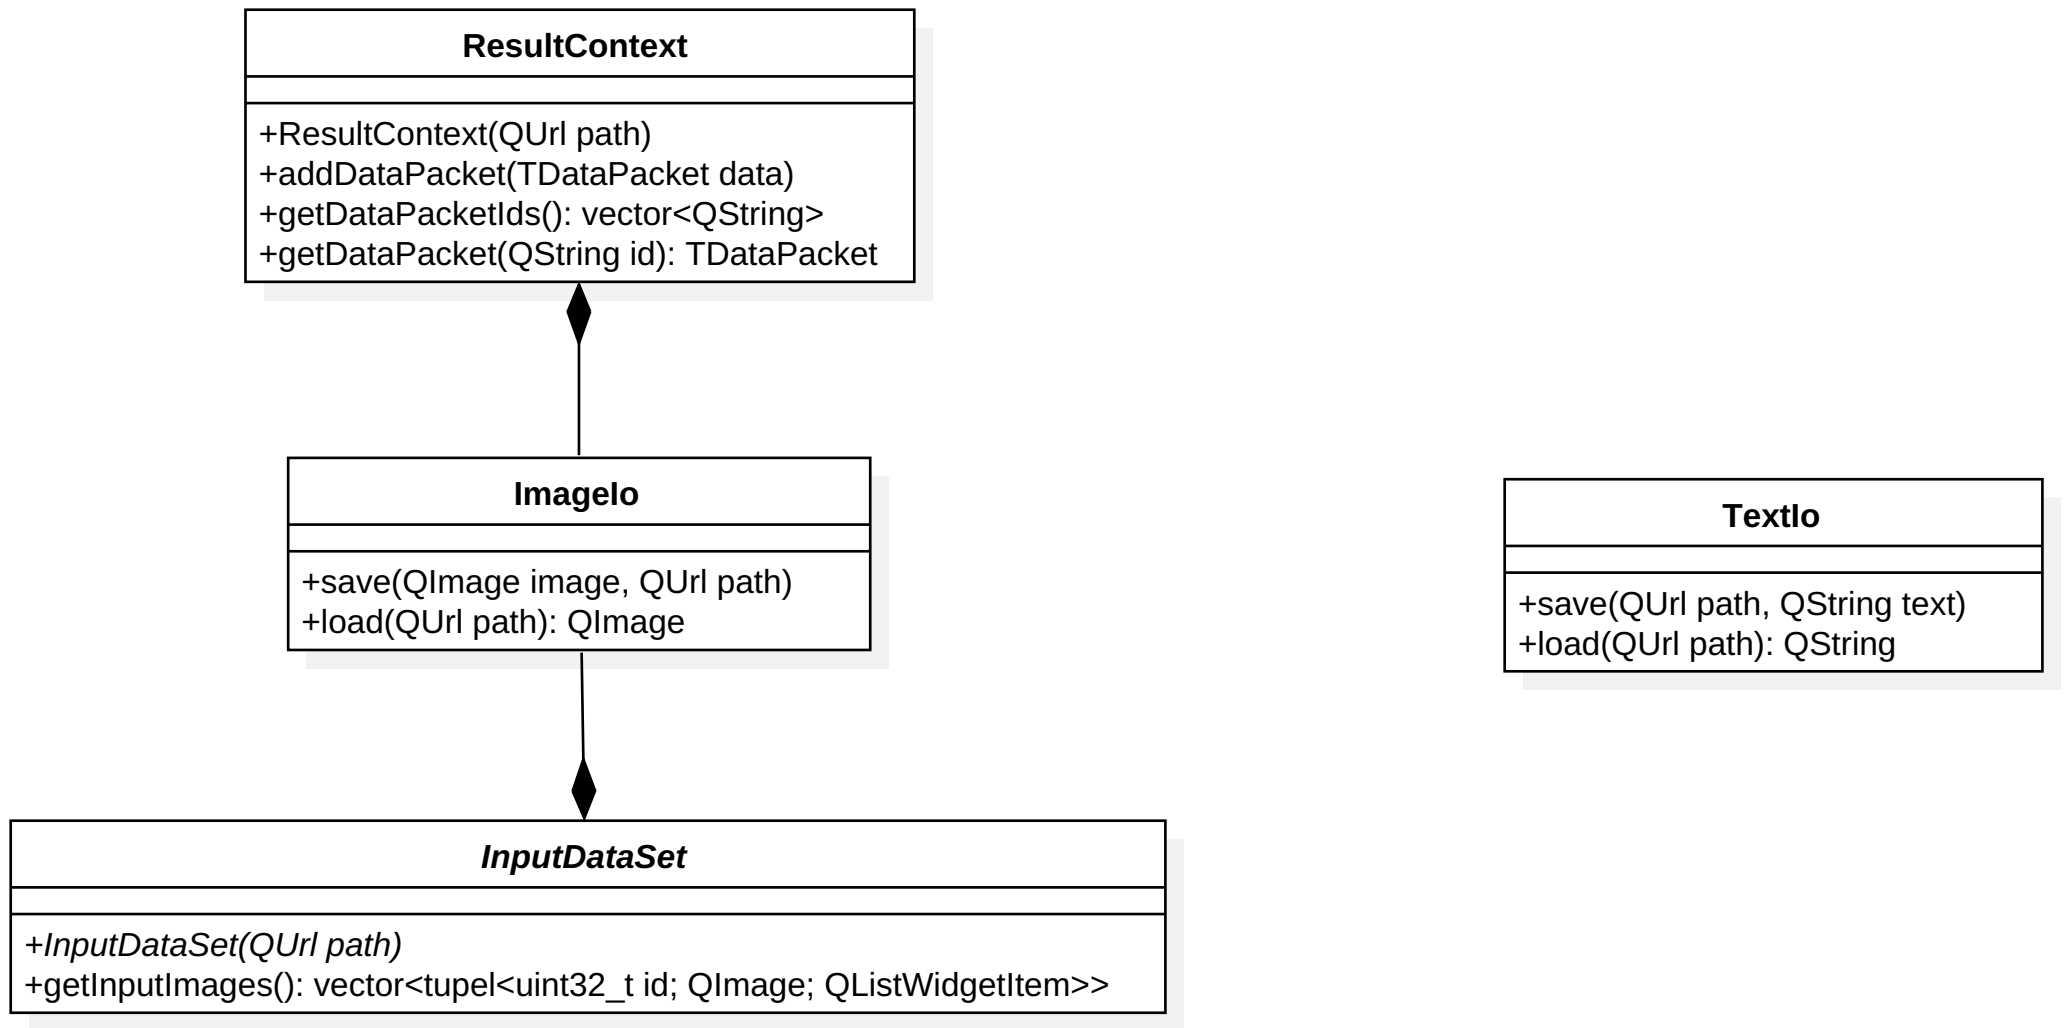 ResultContext
+ResultContext(QUrl path)
+addDataPacket(TDataPacket data)
+getDataPacketIds(): vector<QString>
+getDataPacket(QString id): TDataPacket
ImageIo
+save(QImage image, QUrl path)
+load(QUrl path): QImage
TextIo
+save(QUrl path, QString text)
+load(QUrl path): QString
InputDataSet
+InputDataSet(QUrl path)
+getInputImages(): vector<tupel<uint32_t id; QImage; QListWidgetItem>>